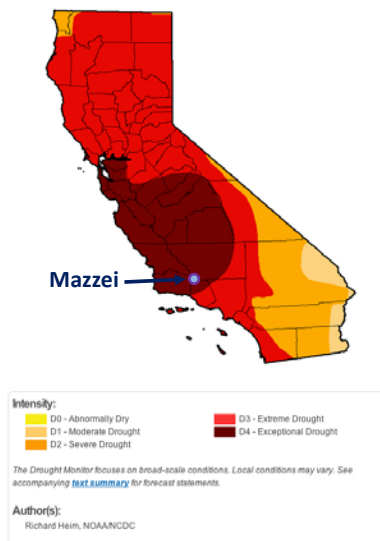 Mazzei
Intensity:
D0 - Abnormally Dry
D3 - Extreme Drought
D1 - Moderate Drought
D4 - Exceptional Drought
D2 - Severe Drought
The Drought Monitor focuses on broad-scale conditions. Local conditions may vary. See
accompanying text summary for forecast statements.
Author(s):
Richard Heim, NOAA/NCDC